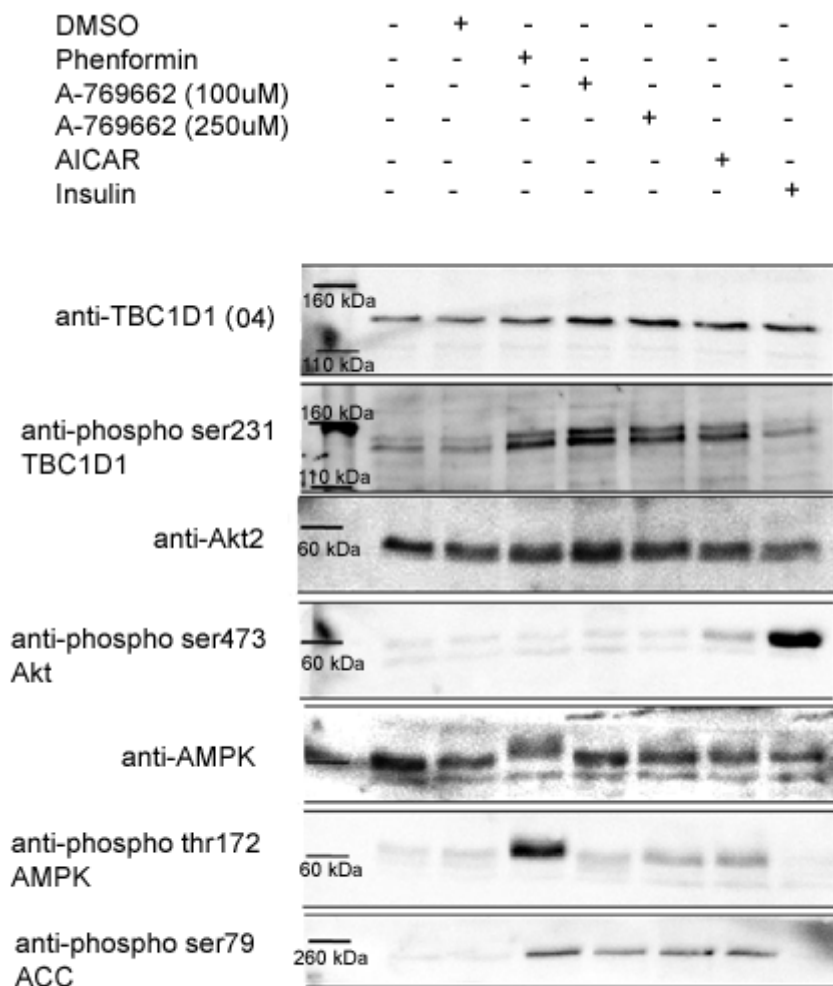 DMSO - + - - - - -
Phenformin - - + - - - -
A-769662 (100uM) - - - + - - -
A-769662 (250uM) - - - - + - -
AICAR - - - - - + -
Insulin - - - - - - +
160 kDa
anti-TBC1D1 (04)
110 kDa
160 kDa
anti-phospho ser231
TBC1D1
110 kDa
anti-Akt2
60 kDa
anti-phospho ser473
Akt
60 kDa
anti-AMPK
anti-phospho thr172
AMPK
60 kDa
anti-phospho ser79
ACC
260 kDa